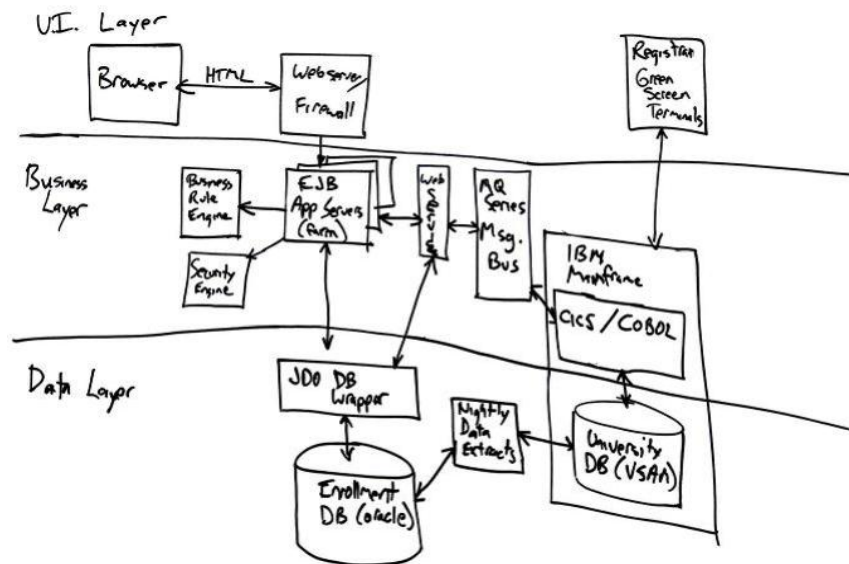 U.I. Layer
Browser
HTML
Webserver/
Firewall
Registrar
Green
Screen
Terminals
Business
Layer
Business
Rule
Engine
Security
Engine
EJB
App Servers
(farm)
Web
Services
MQ
Series
Msg.
Bus
IBM
Mainframe
CICS / COBOL
Data Layer
JDO DB
Wrapper
Enrollment
DB (oracle)
Nightly
Data
Extracts
University
DB (VSAM)